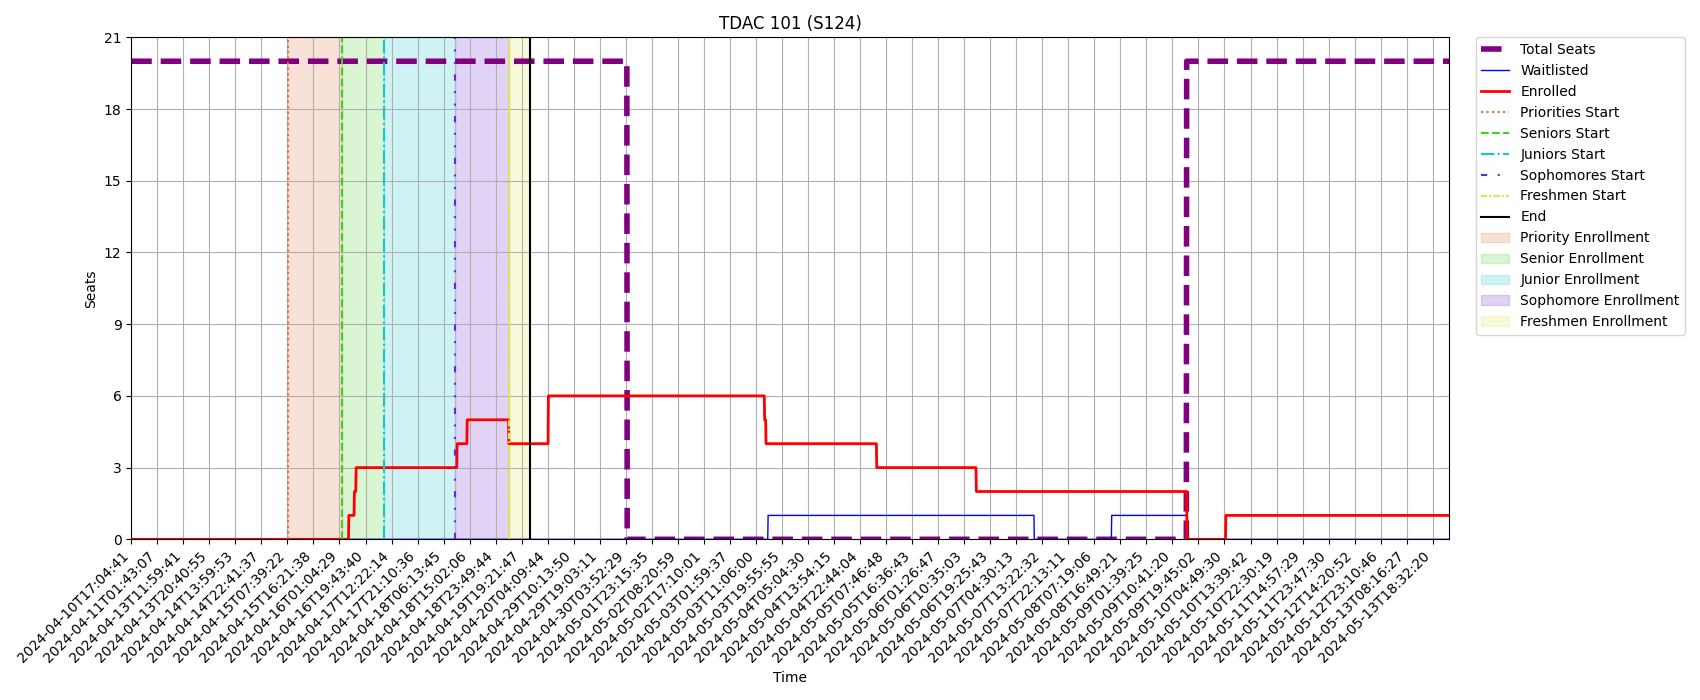 TDAC 101 (S124)
21
18
15
12
9
6
3
0
Seats
2024-04-10T17:04:41
2024-04-11T01:43:07
2024-04-13T11:59:41
2024-04-13T20:40:55
2024-04-14T13:59:53
2024-04-14T22:41:37
2024-04-15T07:39:22
2024-04-15T16:21:38
2024-04-16T01:04:29
2024-04-16T19:43:40
2024-04-17T12:22:14
2024-04-17T21:10:36
2024-04-18T06:13:45
2024-04-18T15:02:06
2024-04-18T23:49:44
2024-04-19T19:21:47
2024-04-20T04:09:44
2024-04-29T10:13:50
2024-04-29T19:03:11
2024-04-30T03:52:29
2024-05-01T23:15:35
2024-05-02T08:20:59
2024-05-02T17:10:01
2024-05-03T01:59:37
2024-05-03T11:06:00
2024-05-03T19:55:55
2024-05-04T05:04:30
2024-05-04T13:54:15
2024-05-04T22:44:04
2024-05-05T07:46:48
2024-05-05T16:36:43
2024-05-06T01:26:47
2024-05-06T10:35:03
2024-05-06T19:25:43
2024-05-07T04:30:13
2024-05-07T13:22:32
2024-05-07T22:13:11
2024-05-08T07:19:06
2024-05-08T16:49:21
2024-05-09T01:39:25
2024-05-09T10:41:20
2024-05-09T19:45:02
2024-05-10T04:49:30
2024-05-10T13:39:42
2024-05-10T22:30:19
2024-05-11T14:57:29
2024-05-11T23:47:30
2024-05-12T14:20:52
2024-05-12T23:10:46
2024-05-13T08:16:27
2024-05-13T18:32:20
Time
Total Seats
Waitlisted
Enrolled
Priorities Start
Seniors Start
Juniors Start
Sophomores Start
Freshmen Start
End
Priority Enrollment
Senior Enrollment
Junior Enrollment
Sophomore Enrollment
Freshmen Enrollment